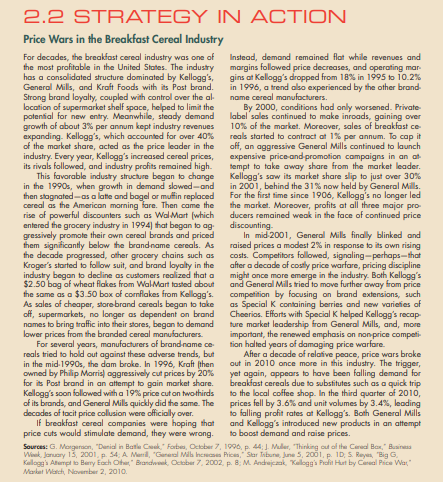 2.2 STRATEGY IN ACTION
Price Wars in the Breakfast Cereal Industry
For decades, the breakfast cereal industry was one of
the most profitable in the United States. The industry
has a consolidated structure dominated by Kellogg's,
General Mills, and Kraft Foods with its Post brand.
Strong brand loyalty, coupled with control over the al-
location of supermarket shelf space, helped to limit the
potential for new entry. Meanwhile, steady demand
growth of about 3% per annum kept industry revenues
expanding. Kellogg's, which accounted for over 40%
of the market share, acted as the price leader in the
industry. Every year, Kellogg's increased cereal prices,
its rivals followed, and industry profits remained high.
This favorable industry structure began to change
in the 1990s, when growth in demand slowed—and
then stagnated—as a latte and bagel or muffin replaced
cereal as the American morning fare. Then came the
rise of powerful discounters such as Wal-Mart (which
entered the grocery industry in 1994) that began to ag-
gressively promote their own cereal brands and priced
them significantly below the brand-name cereals. As
the decade progressed, other grocery chains such as
Kroger's started to follow suit, and brand loyalty in the
industry began to decline as customers realized that a
$2.50 bag of wheat flakes from Wal-Mart tasted about
the same as a $3.50 box of cornflakes from Kellogg's.
As sales of cheaper, store-brand cereals began to take
off, supermarkets, no longer as dependent on brand
names to bring traffic into their stores, began to demand
lower prices from the branded cereal manufacturers.
For several years, manufacturers of brand-name ce-
reals tried to hold out against these adverse trends, but
in the mid-1990s, the dam broke. In 1996, Kraft (then
owned by Philip Morris) aggressively cut prices by 20%
for its Post brand in an attempt to gain market share.
Kellogg's soon followed with a 19% price cut on two-thirds
of its brands, and General Mills quickly did the same. The
decades of tacit price collusion were officially over.
If breakfast cereal companies were hoping that
price cuts would stimulate demand, they were wrong.
Instead, demand remained flat while revenues and
margins followed price decreases, and operating mar-
gins at Kellogg's dropped from 18% in 1995 to 10.2%
in 1996, a trend also experienced by the other brand-
name cereal manufacturers.
By 2000, conditions had only worsened. Private-
label sales continued to make inroads, gaining over
10% of the market. Moreover, sales of breakfast ce-
reals started to contract at 1% per annum. To cap it
off, an aggressive General Mills continued to launch
expensive price-and-promotion campaigns in an at-
tempt to take away share from the market leader.
Kellogg's saw its market share slip to just over 30%
in 2001, behind the 31% now held by General Mills.
For the first time since 1906, Kellogg's no longer led
the market. Moreover, profits at all three major pro-
ducers remained weak in the face of continued price
discounting.
In mid-2001, General Mills finally blinked and
raised prices a modest 2% in response to its own rising
costs. Competitors followed, signaling—perhaps—that
after a decade of costly price warfare, pricing discipline
might once more emerge in the industry. Both Kellogg's
and General Mills tried to move further away from price
competition by focusing on brand extensions, such
as Special K containing berries and new varieties of
Cheerios. Efforts with Special K helped Kellogg's recap-
ture market leadership from General Mills, and, more
important, the renewed emphasis on non-price competi-
tion halted years of damaging price warfare.
After a decade of relative peace, price wars broke
out in 2010 once more in this industry. The trigger,
yet again, appears to have been falling demand for
breakfast cereals due to substitutes such as a quick trip
to the local coffee shop. In the third quarter of 2010,
prices fell by 3.6% and unit volumes by 3.4%, leading
to falling profit rates at Kellogg's. Both General Mills
and Kellogg's introduced new products in an attempt
to boost demand and raise prices.
Sources: G. Morgenson, "Denial in Battle Creek," Forbes, October 7, 1996, p. 44; J. Muller, "Thinking out of the Cereal Box," Business
Week, January 15, 2001, p. 54; A. Merrill, "General Mills Increases Prices," Star Tribune, June 5, 2001, p. 1D; S. Reyes, "Big G,
Kellogg's Attempt to Berry Each Other," Brandweek, October 7, 2002, p. 8; M. Andrejczak, "Kellogg's Profit Hurt by Cereal Price War,"
Market Watch, November 2, 2010.